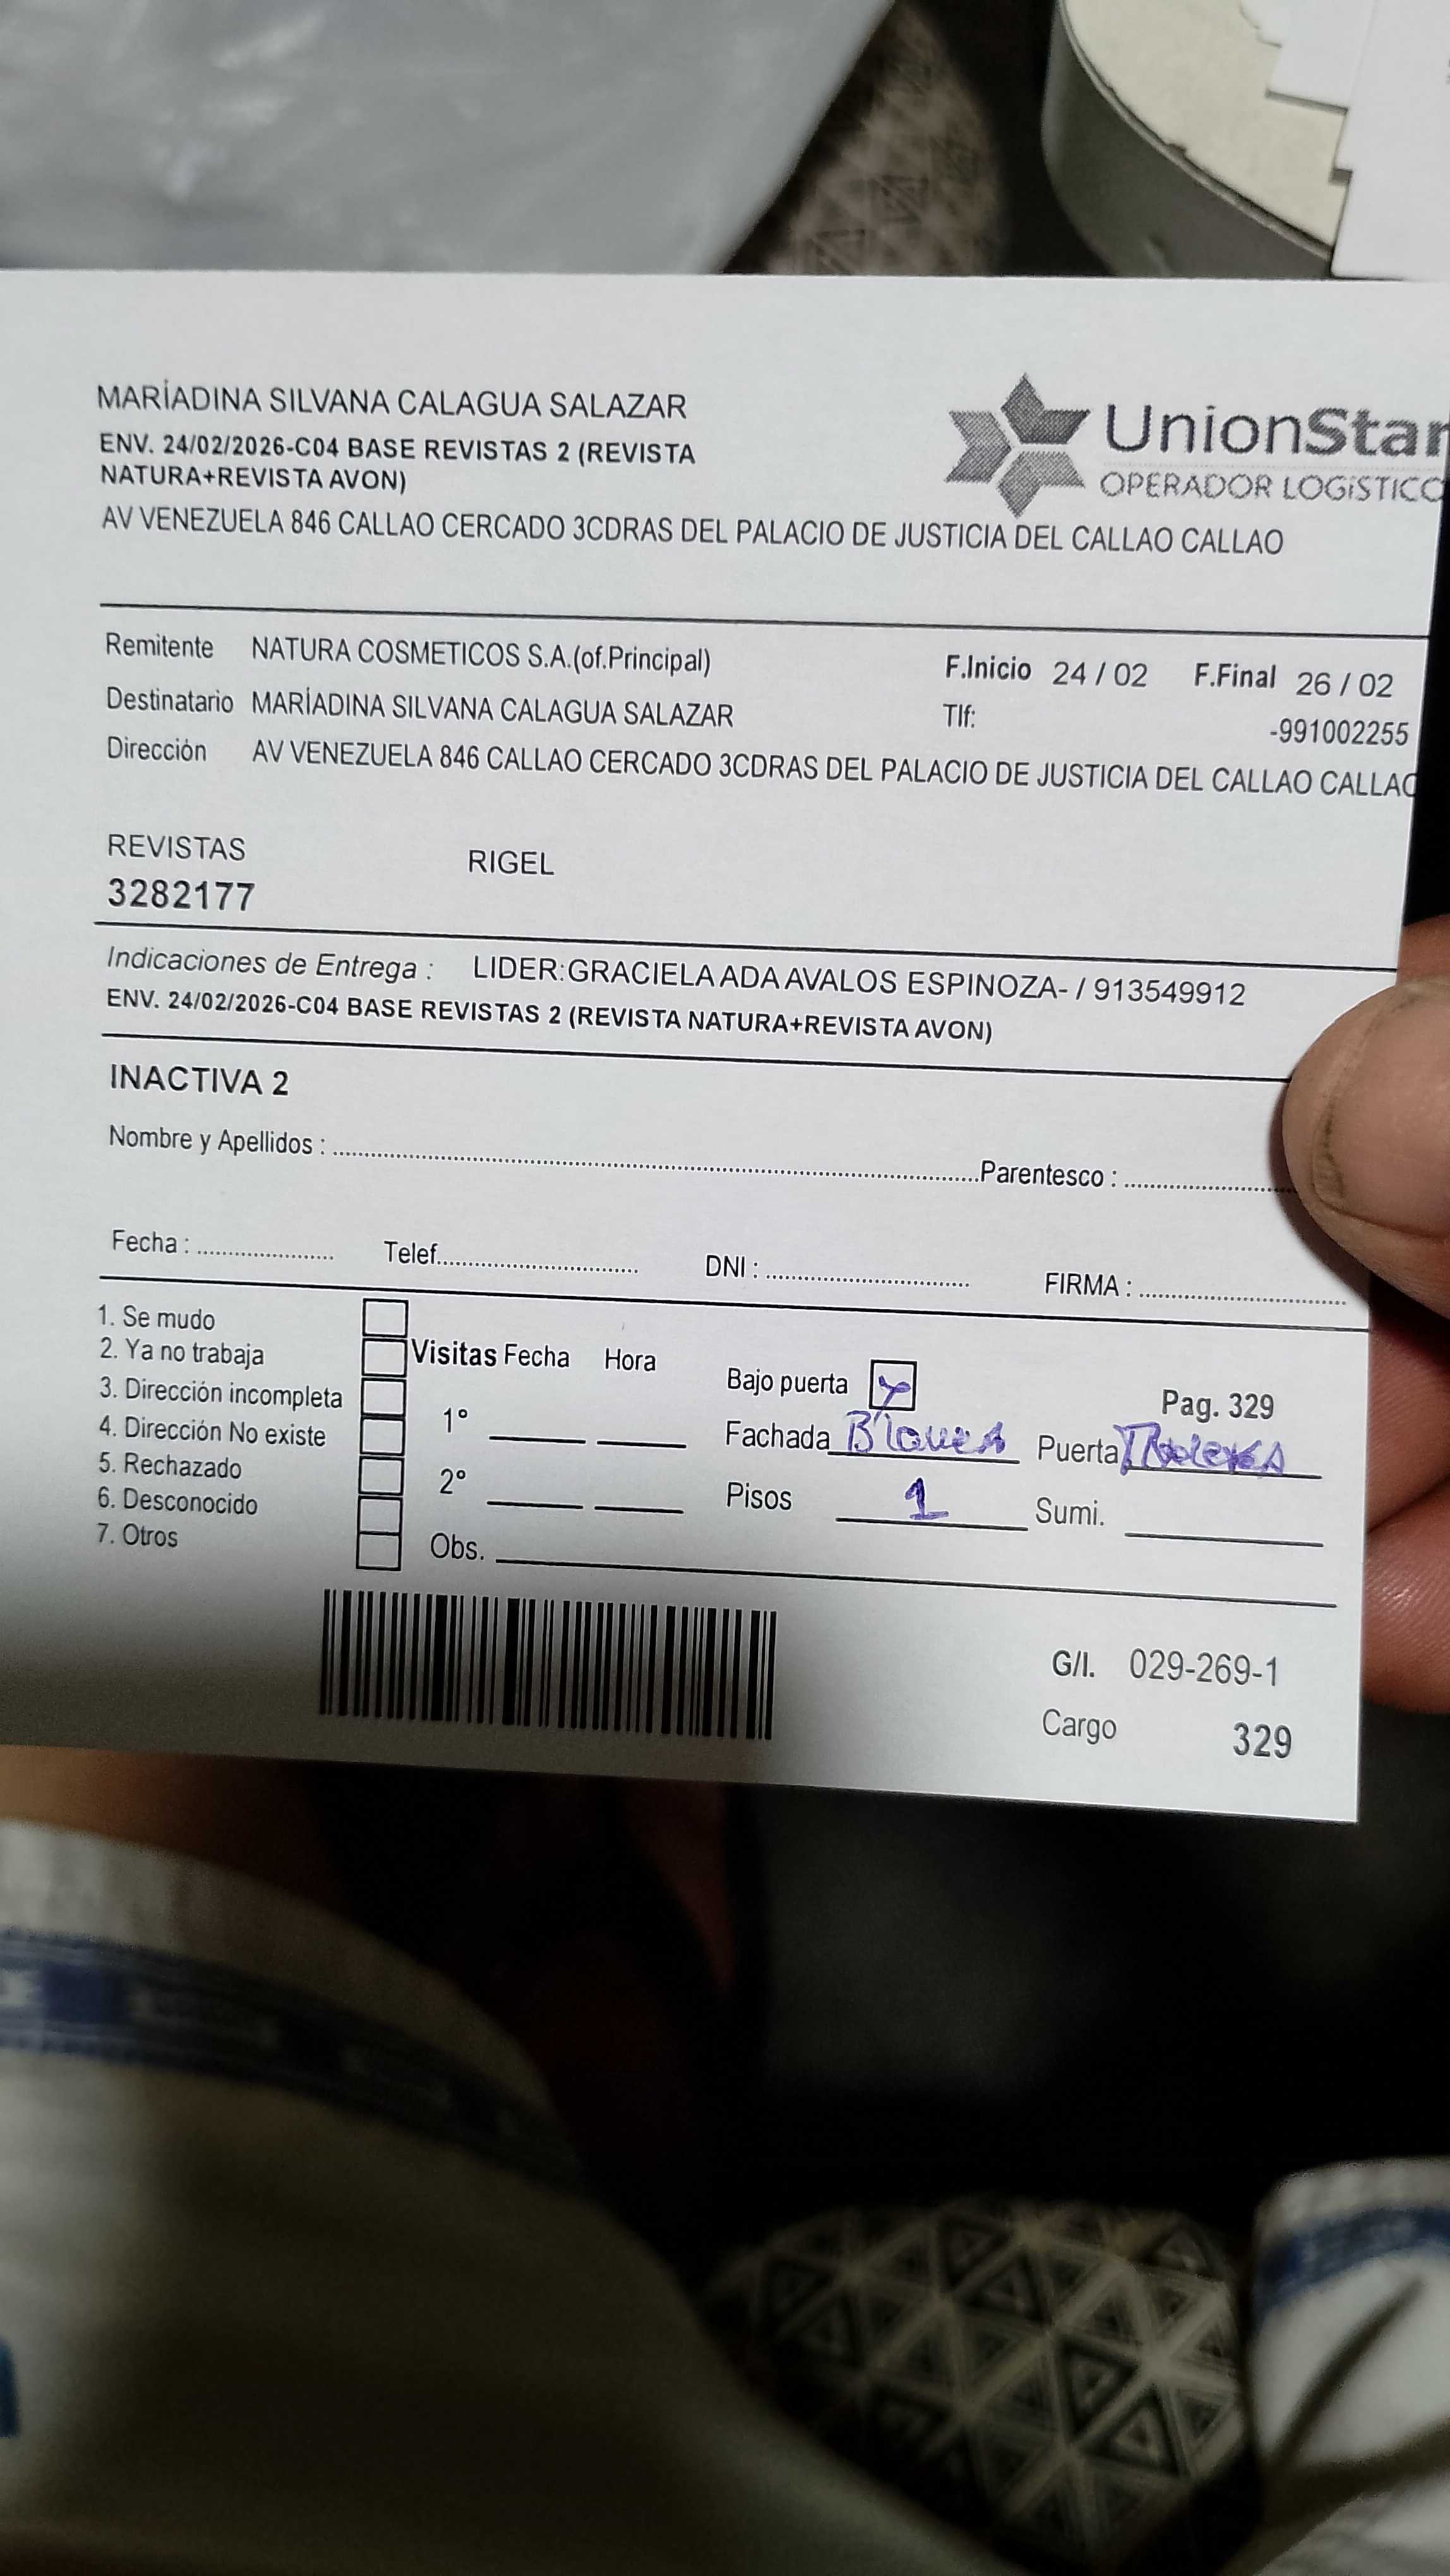 MARÍADINA SILVANA CALAGUA SALAZAR
ENV. 24/02/2026-C04 BASE REVISTAS 2 (REVISTA
NATURA+REVISTA AVON)
AV VENEZUELA 846 CALLAO CERCADO 3CDRAS DEL PALACIO DE JUSTICIA DEL CALLAO CALLAO
UnionStar
OPERADOR LOGíSTICO
Remitente NATURA COSMETICOS S.A.(of.Principal) F.Inicio 24 / 02 F.Final 26 / 02
Destinatario MARÍADINA SILVANA CALAGUA SALAZAR Tlf: -991002255
Dirección AV VENEZUELA 846 CALLAO CERCADO 3CDRAS DEL PALACIO DE JUSTICIA DEL CALLAO CALLAO
REVISTAS RIGEL
3282177
Indicaciones de Entrega : LIDER:GRACIELA ADA AVALOS ESPINOZA- / 913549912
ENV. 24/02/2026-C04 BASE REVISTAS 2 (REVISTA NATURA+REVISTA AVON)
INACTIVA 2
Nombre y Apellidos : Parentesco :
Fecha : Telef. DNI : FIRMA :
1. Se mudo
2. Ya no trabaja Visitas Fecha Hora Bajo puerta Pag. 329
3. Dirección incompleta
4. Dirección No existe 1° Fachada Blanca Puerta
5. Rechazado
6. Desconocido 2° Pisos 1 Sumi.
7. Otros Obs.
G/I. 029-269-1
Cargo 329